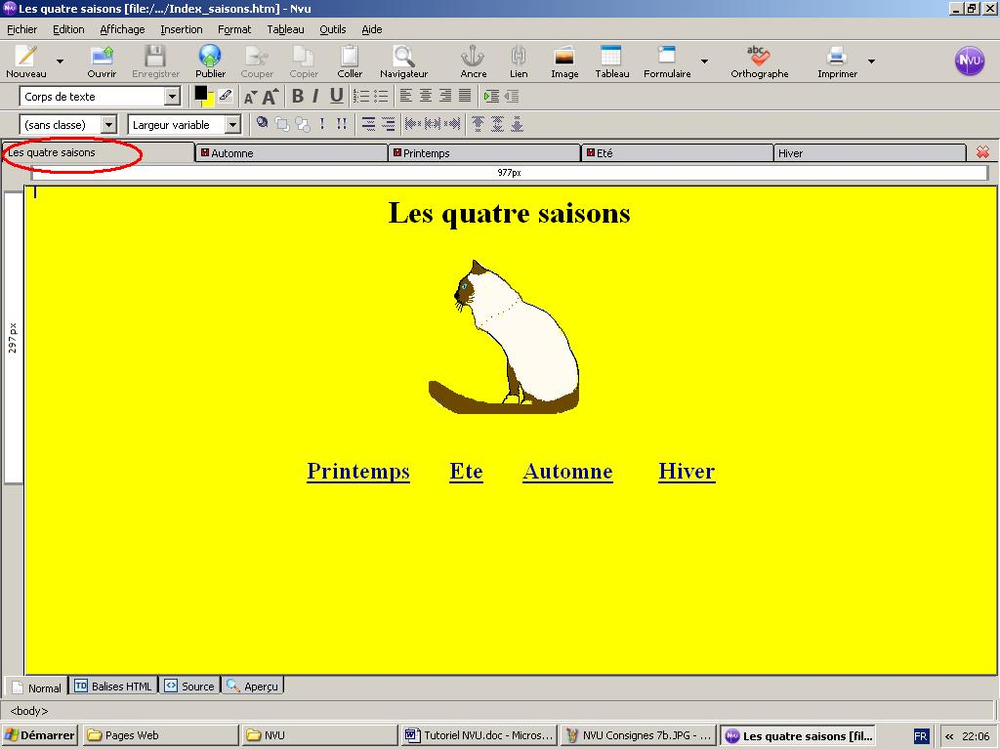 Les quatre saisons [file:/.../Index_saisons.htm] - Nvu
Fichier Edition Affichage Insertion Format Tableau Outils Aide
Nouveau Ouvrir Enregistrer Publier Couper Copier Coller Navigateur Ancre Lien Image Tableau Formulaire Orthographe Imprimer
Corps de texte
(sans classe) Largeur variable
Les quatre saisons Automne Printemps Eté Hiver
977px
Les quatre saisons
297 px
Printemps Ete Automne Hiver
Normal Balises HTML Source Aperçu
<body>
Démarrer Pages Web NVU Tutoriel NVU.doc - Micros... NVU Consignes 7b.JPG - ... Les quatre saisons [fil... FR « 22:06